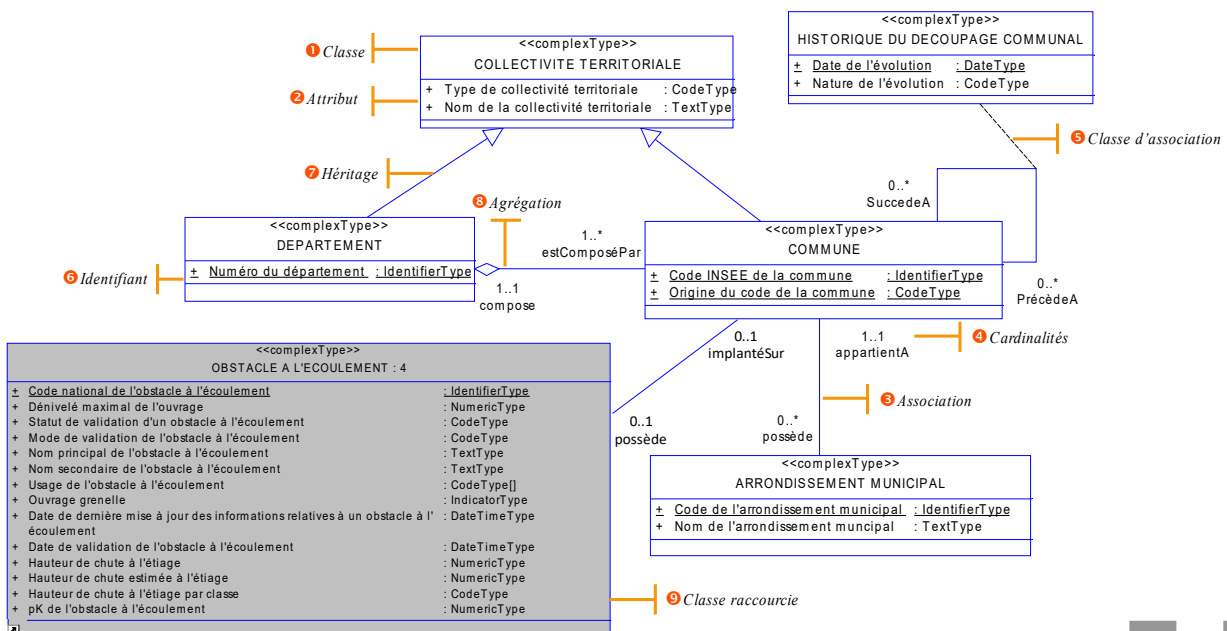 <<complexType>>
HISTORIQUE DU DECOUPAGE COMMUNAL
+ Date de l'évolution : DateType
+ Nature de l'évolution : CodeType
❶ Classe
<<complexType>>
COLLECTIVITE TERRITORIALE
❷ Attribut
+ Type de collectivité territoriale : CodeType
+ Nom de la collectivité territoriale : TextType
❺ Classe d'association
❼ Héritage
0..*
SuccedeA
❽ Agrégation
<<complexType>>
DEPARTEMENT
❻ Identifiant
+ Numéro du département : IdentifierType
1..*
estComposéPar
1..1
compose
<<complexType>>
COMMUNE
+ Code INSEE de la commune : IdentifierType
+ Origine du code de la commune : CodeType
0..*
PrécèdeA
0..1
implantéSur
1..1
appartientA
❹ Cardinalités
❸ Association
<<complexType>>
OBSTACLE A L'ECOULEMENT : 4
+ Code national de l'obstacle à l'écoulement : IdentifierType
+ Dénivelé maximal de l'ouvrage : NumericType
+ Statut de validation d'un obstacle à l'écoulement : CodeType
+ Mode de validation de l'obstacle à l'écoulement : CodeType
+ Nom principal de l'obstacle à l'écoulement : TextType
+ Nom secondaire de l'obstacle à l'écoulement : TextType
+ Usage de l'obstacle à l'écoulement : CodeType[]
+ Ouvrage grenelle : IndicatorType
+ Date de dernière mise à jour des informations relatives à un obstacle à l' : DateTimeType
écoulement
+ Date de validation de l'obstacle à l'écoulement : DateTimeType
+ Hauteur de chute à l'étiage : NumericType
+ Hauteur de chute estimée à l'étiage : NumericType
+ Hauteur de chute à l'étiage par classe : CodeType
+ pK de l'obstacle à l'écoulement : NumericType
0..1
possède
0..*
possède
<<complexType>>
ARRONDISSEMENT MUNICIPAL
+ Code de l'arrondissement municipal : IdentifierType
+ Nom de l'arrondissement muncipal : TextType
❾ Classe raccourcie